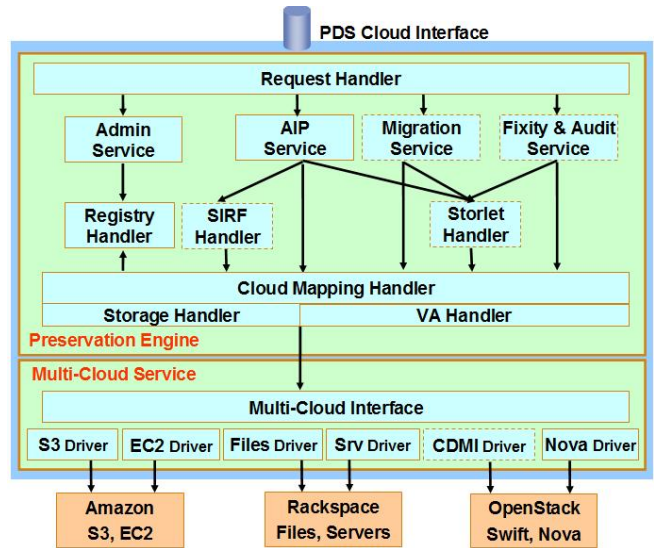 PDS Cloud Interface
Request Handler
Admin
Service
AIP
Service
Migration
Service
Fixity & Audit
Service
Registry
Handler
SIRF
Handler
Storlet
Handler
Cloud Mapping Handler
Storage Handler
VA Handler
Preservation Engine
Multi-Cloud Service
Multi-Cloud Interface
S3 Driver
EC2 Driver
Files Driver
Srv Driver
CDMI Driver
Nova Driver
Amazon
S3, EC2
Rackspace
Files, Servers
OpenStack
Swift, Nova